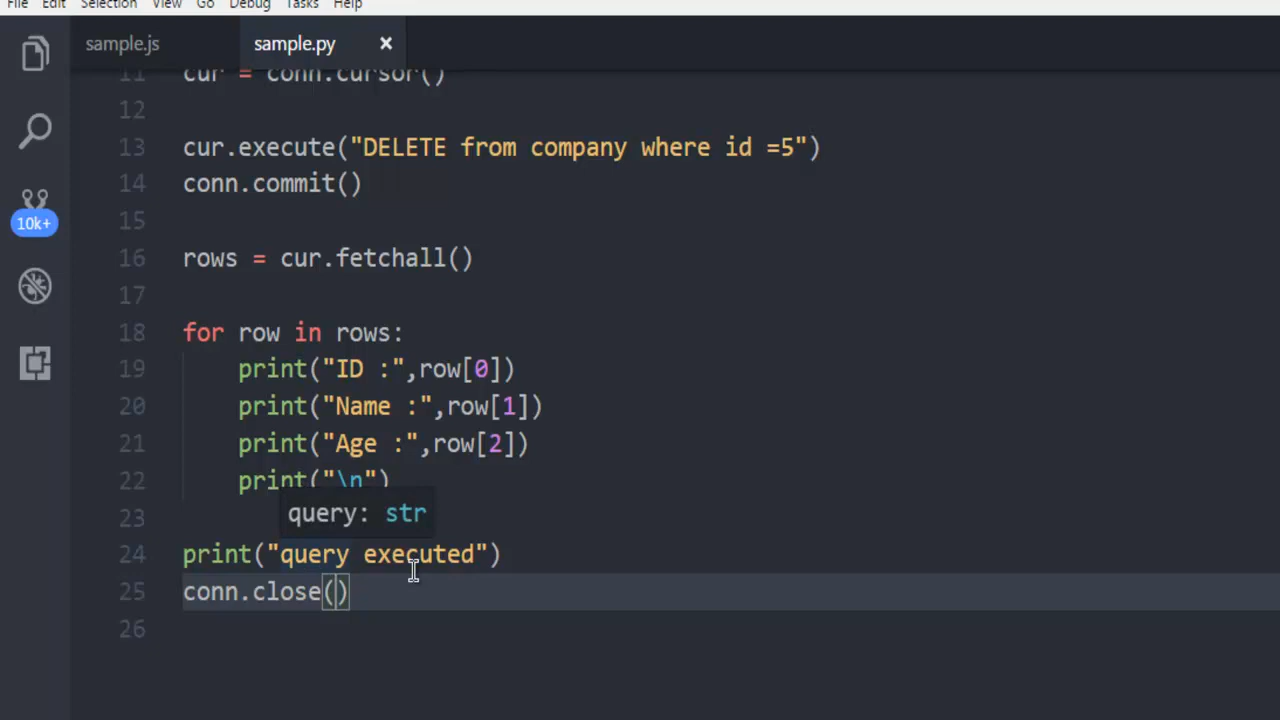 File Edit Selection View Go Debug Tasks Help
sample.js sample.py ×
11 cur = conn.cursor()
12
13 cur.execute("DELETE from company where id =5")
14 conn.commit()
15
16 rows = cur.fetchall()
17
18 for row in rows:
19 print("ID :",row[0])
20 print("Name :",row[1])
21 print("Age :",row[2])
22 print("\n")
query: str
23
24 print("query executed")
25 conn.close()
26
10k+